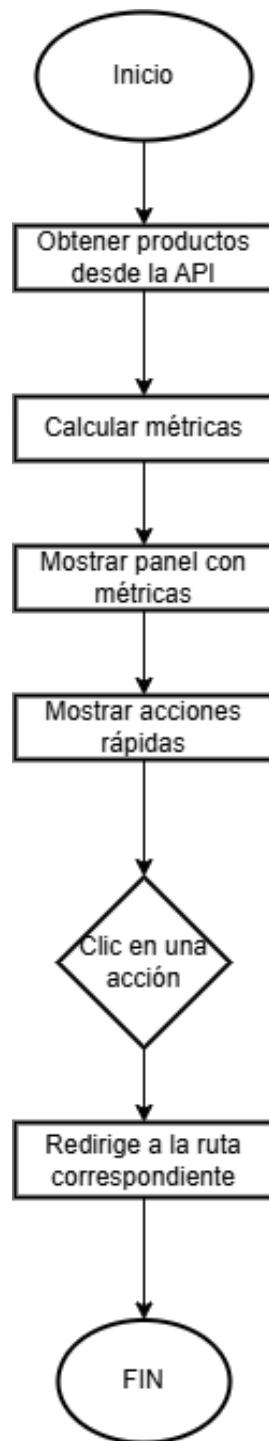 Inicio
Obtener productos
desde la API
Calcular métricas
Mostrar panel con
métricas
Mostrar acciones
rápidas
Clic en una
acción
Redirige a la ruta
correspondiente
FIN